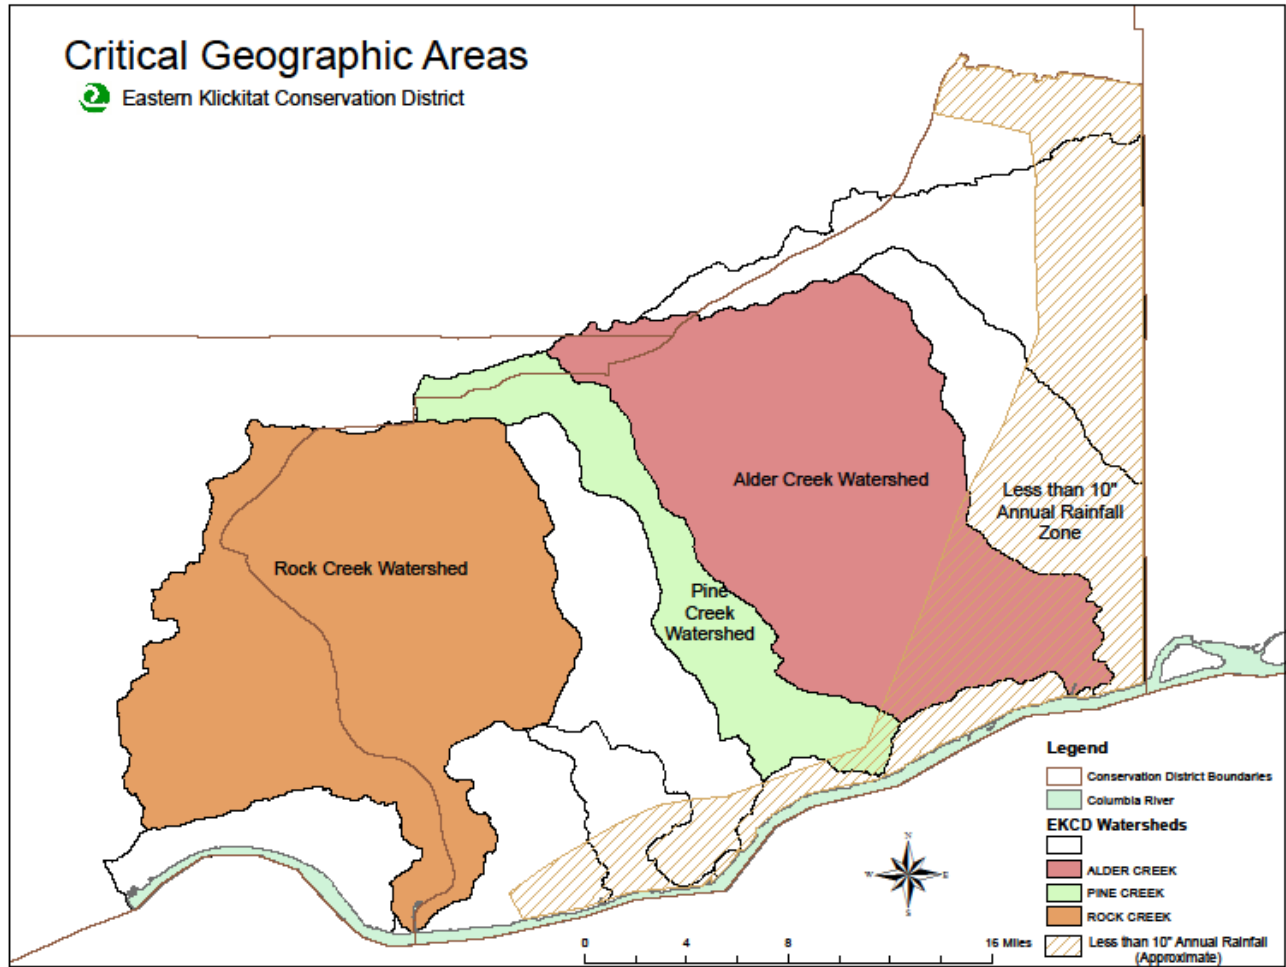 Critical Geographic Areas
Eastern Klickitat Conservation District
Alder Creek Watershed
Less than 10"
Annual Rainfall
Zone
Rock Creek Watershed
Pine
Creek
Watershed
Legend
Conservation District Boundaries
Columbia River
EKCD Watersheds
ALDER CREEK
PINE CREEK
ROCK CREEK
Less than 10" Annual Rainfall
(Approximate)
N
W
E
S
0 4 8 16 Miles